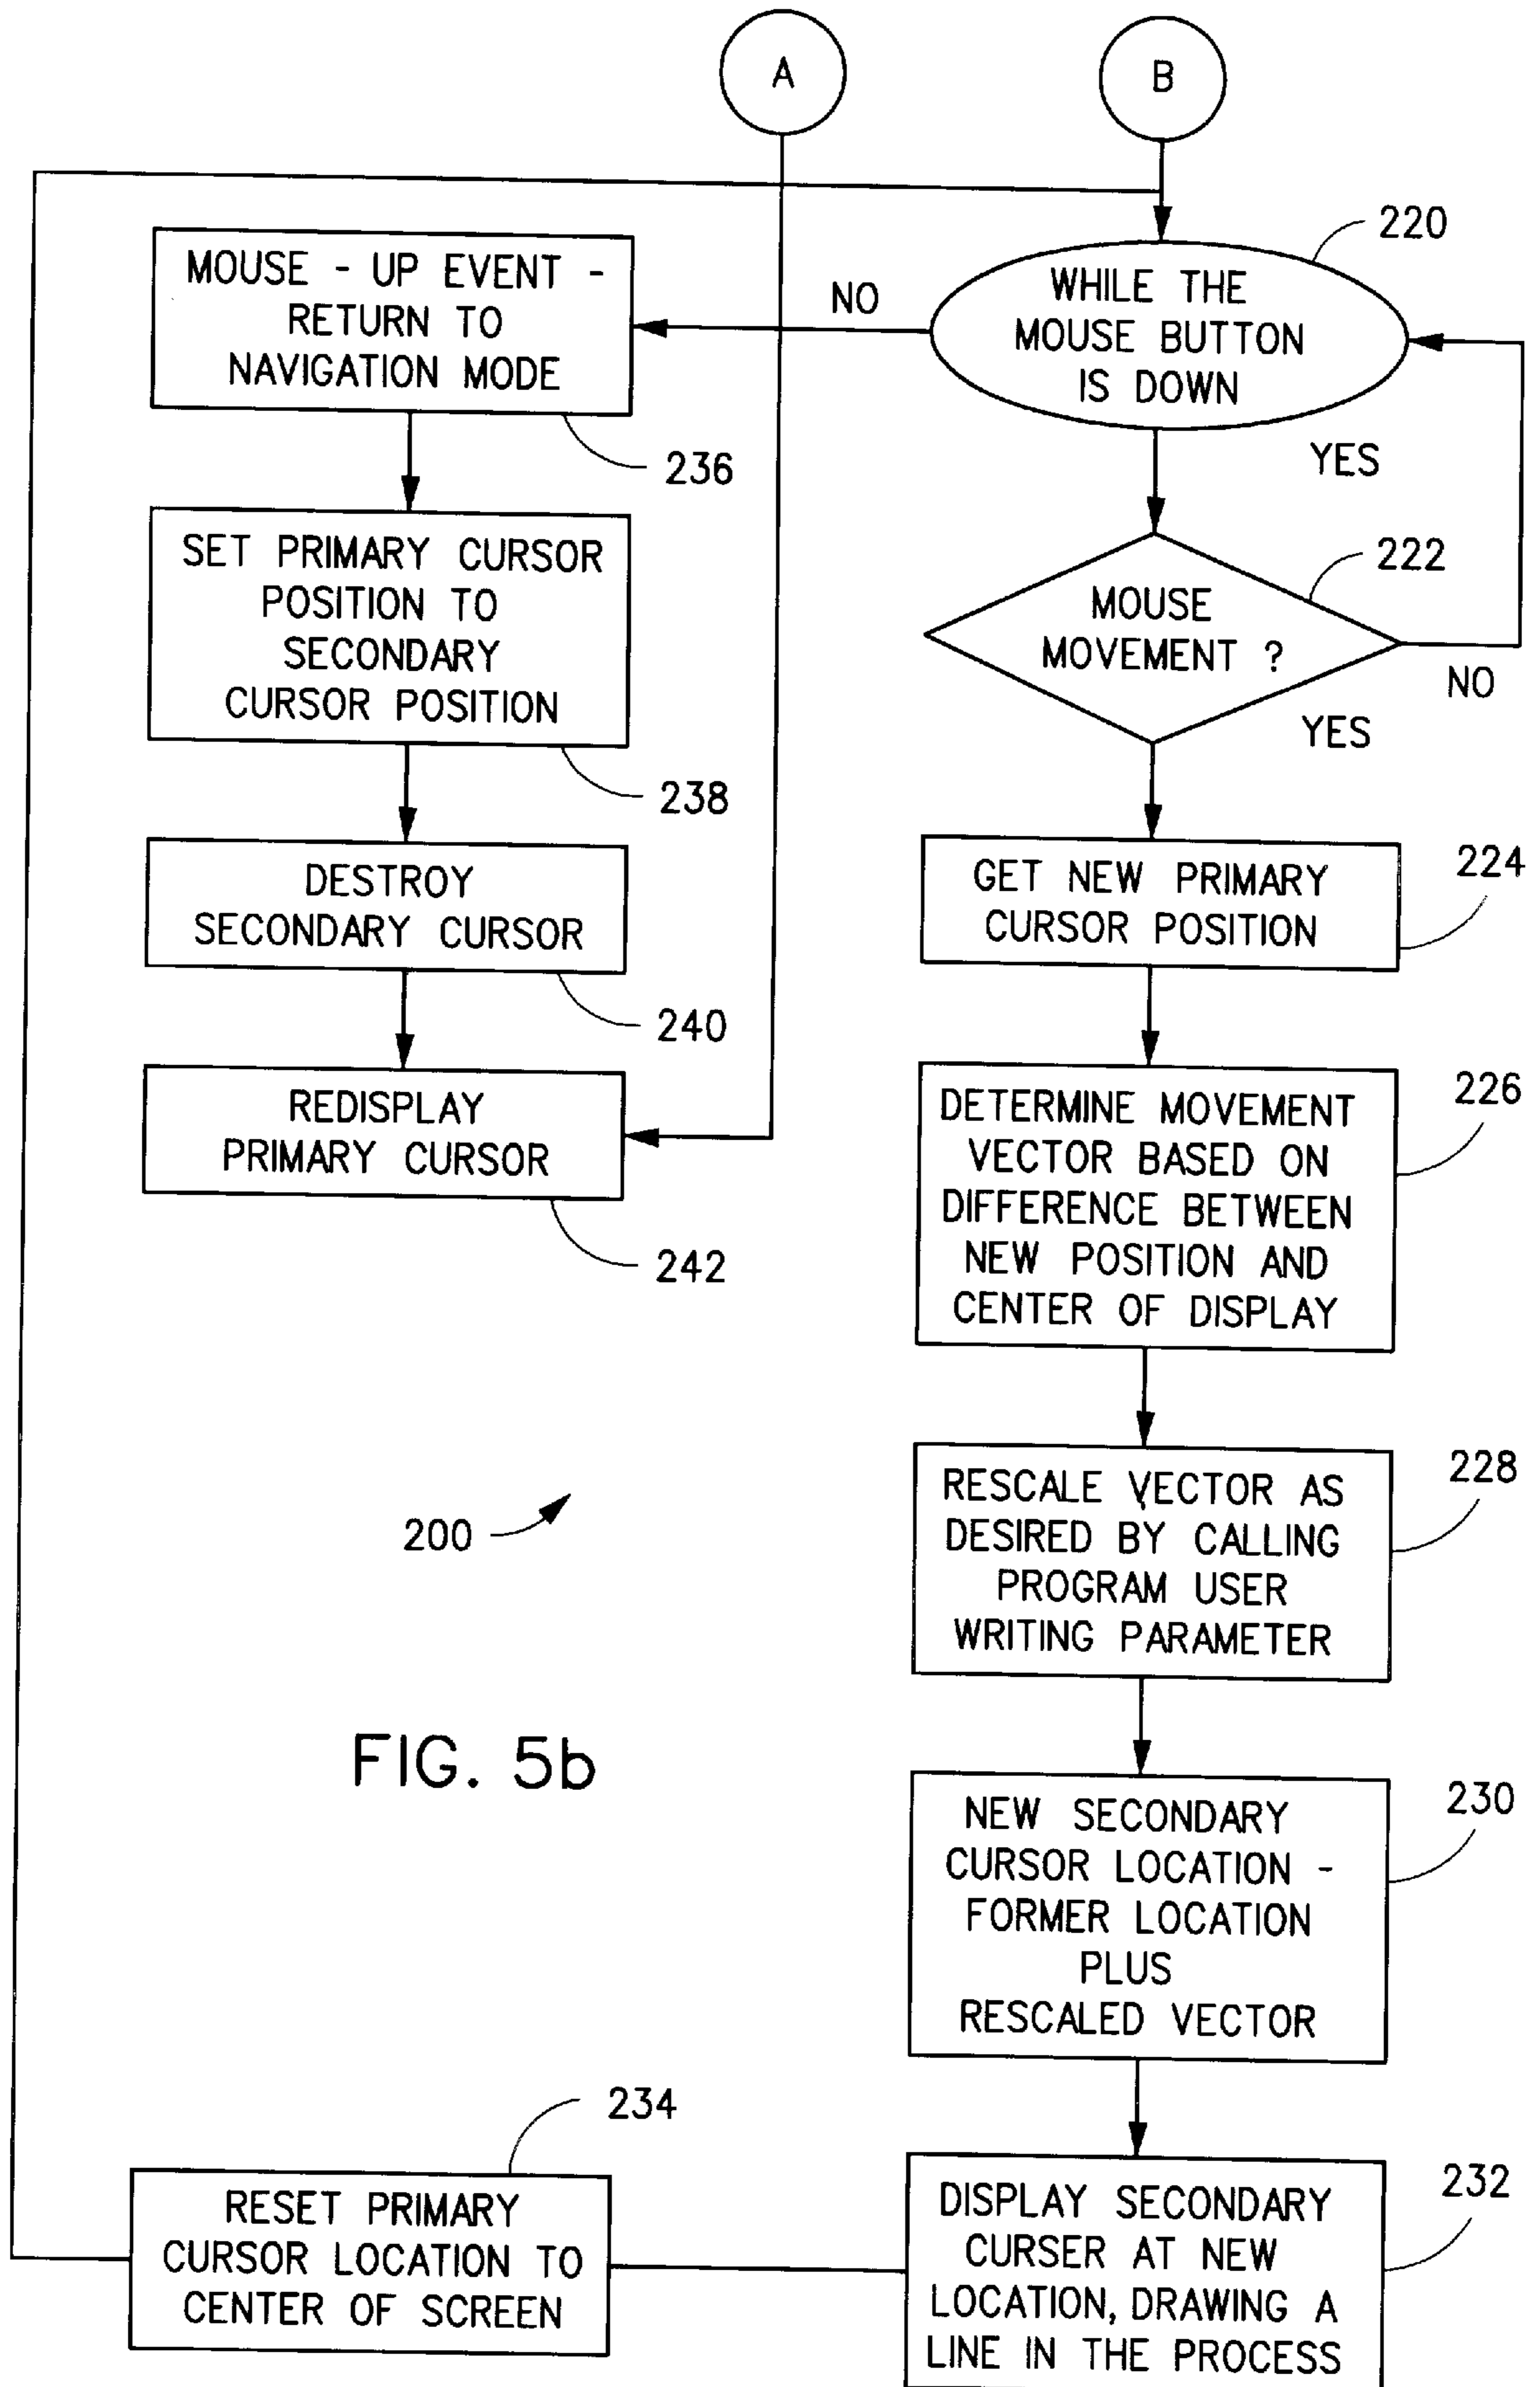 A
B
220
WHILE THE
MOUSE BUTTON
IS DOWN
NO
YES
MOUSE - UP EVENT -
RETURN TO
NAVIGATION MODE
236
222
MOUSE
MOVEMENT ?
NO
YES
SET PRIMARY CURSOR
POSITION TO
SECONDARY
CURSOR POSITION
238
224
GET NEW PRIMARY
CURSOR POSITION
DESTROY
SECONDARY CURSOR
240
226
DETERMINE MOVEMENT
VECTOR BASED ON
DIFFERENCE BETWEEN
NEW POSITION AND
CENTER OF DISPLAY
REDISPLAY
PRIMARY CURSOR
242
228
RESCALE VECTOR AS
DESIRED BY CALLING
PROGRAM USER
WRITING PARAMETER
200
FIG. 5b
230
NEW SECONDARY
CURSOR LOCATION -
FORMER LOCATION
PLUS
RESCALED VECTOR
232
DISPLAY SECONDARY
CURSER AT NEW
LOCATION, DRAWING A
LINE IN THE PROCESS
234
RESET PRIMARY
CURSOR LOCATION TO
CENTER OF SCREEN